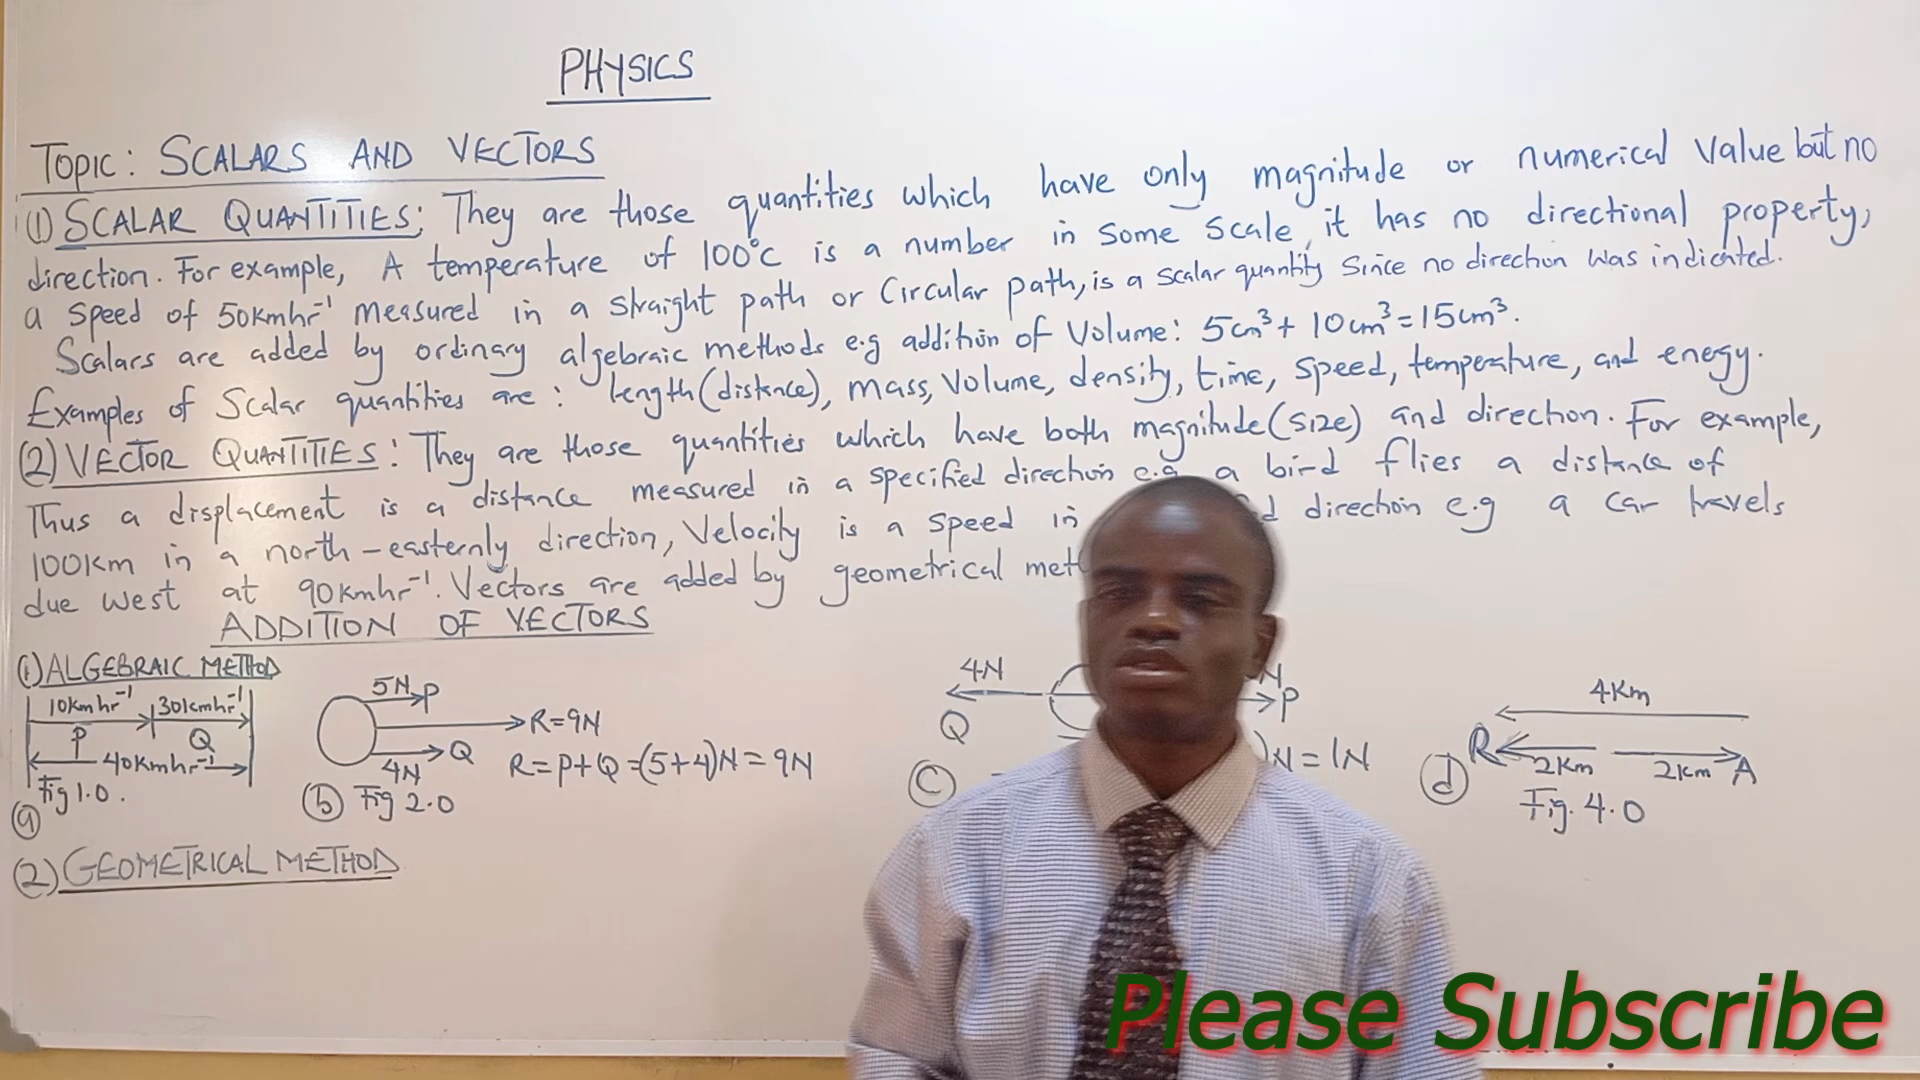 PHYSICS
TOPIC: SCALARS AND VECTORS
(1) SCALAR QUANTITIES: They are those quantities which have only magnitude or numerical value but no
direction. For example, A temperature of 100°c is a number in some scale, it has no directional property,
a speed of 50kmhr⁻¹ measured in a straight path or circular path, is a scalar quantity since no direction was indicated.
Scalars are added by ordinary algebraic methods e.g addition of volume: 5cm³ + 10cm³ = 15cm³.
Examples of scalar quantities are: length (distance), mass, volume, density, time, speed, temperature, and enegy.
(2) VECTOR QUANTITIES: They are those quantities which have both magnitude (size) and direction. For example,
Thus a displacement is a distance measured in a specified direction e.g a bird flies a distance of
100km in a north-easternly direction, Velocity is a speed in direction e.g a car travels
due west at 90kmhr⁻¹. Vectors are added by geometrical
ADDITION OF VECTORS
(1) ALGEBRAIC METHOD
10kmhr⁻¹ 30kmhr⁻¹
P Q
40kmhr⁻¹
Fig 1.0.
(a)
5N P
R=9N
Q
4N
R=P+Q=(5+4)N=9N
(b) Fig 2.0
4N
P
Q
N=1N
(c)
4km
R 2km 2km A
(d) Fig. 4.0
(2) GEOMETRICAL METHOD
Please Subscribe